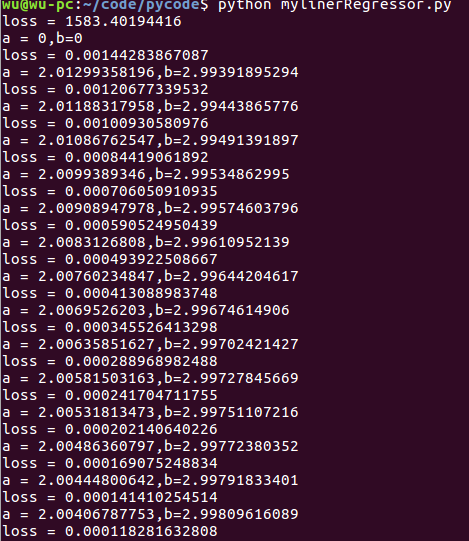 wu@wu-pc:~/code/pycode$ python mylinerRegressor.py
loss = 1583.40194416
a = 0,b=0
loss = 0.00144283867087
a = 2.01299358196,b=2.99391895294
loss = 0.00120677339532
a = 2.01188317958,b=2.99443865776
loss = 0.00100930580976
a = 2.01086762547,b=2.99491391897
loss = 0.00084419061892
a = 2.0099389346,b=2.99534862995
loss = 0.000706050910935
a = 2.00908947978,b=2.99574603796
loss = 0.000590524950439
a = 2.0083126808,b=2.99610952139
loss = 0.000493922508667
a = 2.00760234847,b=2.99644204617
loss = 0.000413088983748
a = 2.0069526203,b=2.99674614906
loss = 0.000345526413298
a = 2.00635851627,b=2.99702421427
loss = 0.000288968982488
a = 2.00581503163,b=2.99727845669
loss = 0.000241704711755
a = 2.00531813473,b=2.99751107216
loss = 0.000202140640226
a = 2.00486360797,b=2.99772380352
loss = 0.000169075248834
a = 2.00444800642,b=2.99791833401
loss = 0.000141410254514
a = 2.00406787753,b=2.99809616089
loss = 0.000118281632808